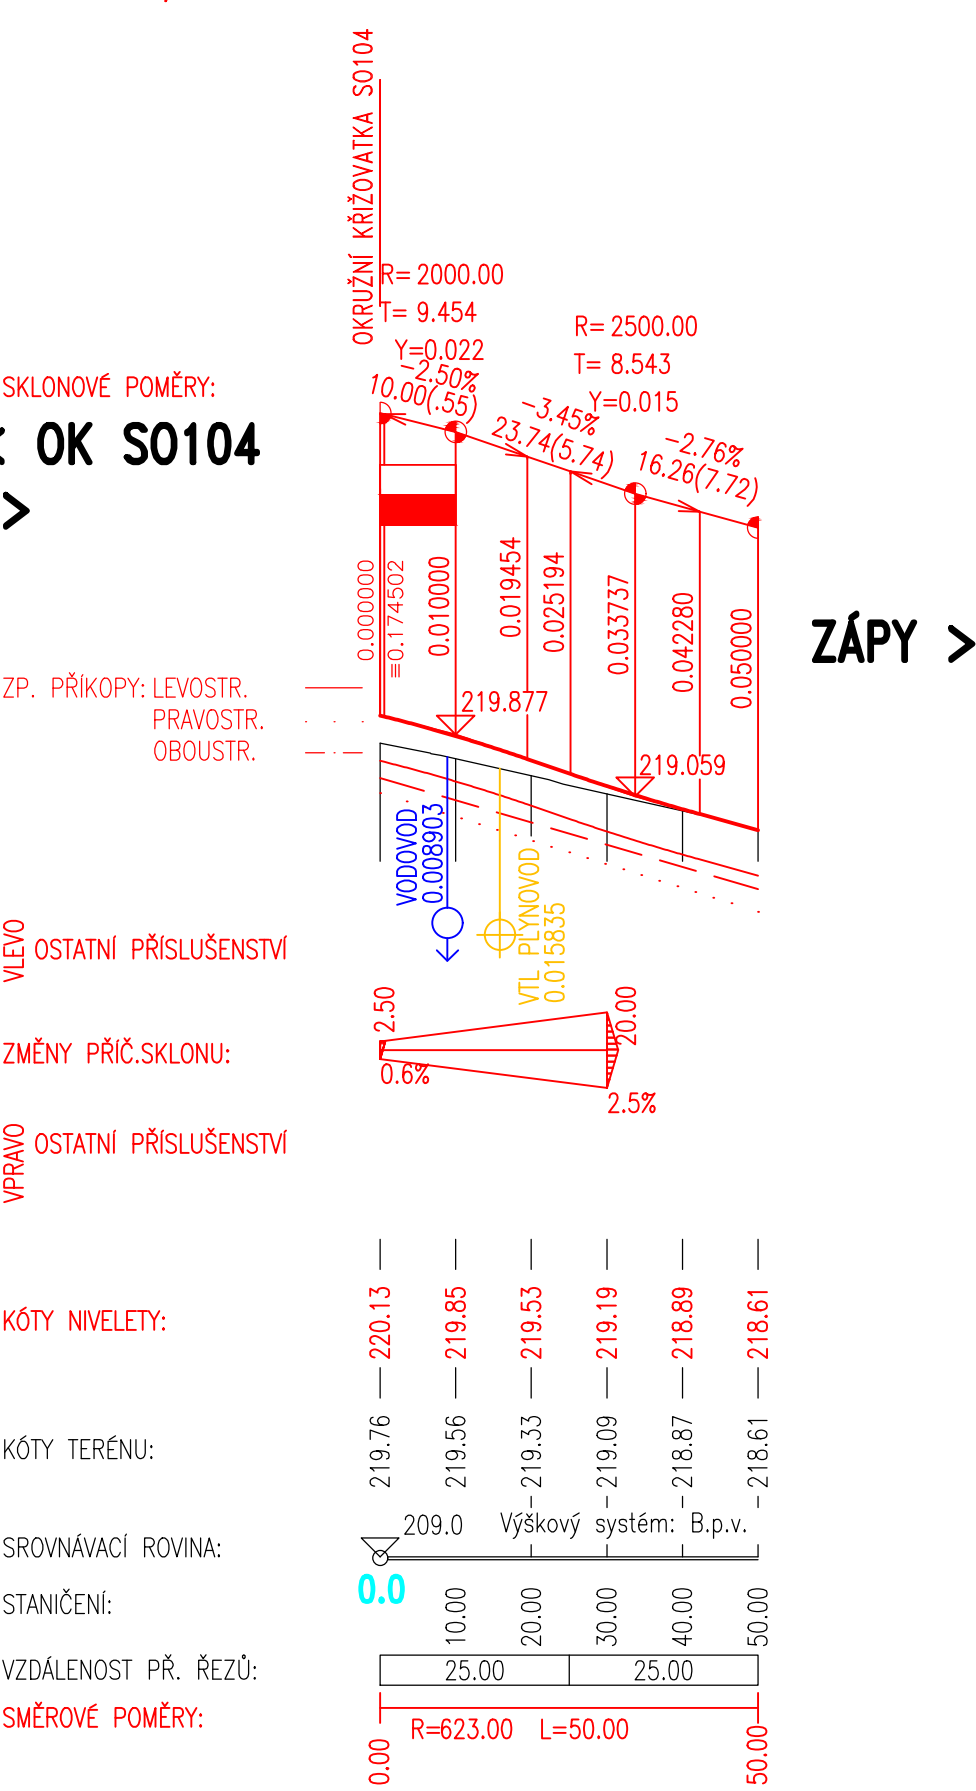 OKRUŽNÍ KŘIŽOVATKA SO104
R= 2000.00
T= 9.454
Y=0.022
R= 2500.00
T= 8.543
Y=0.015
SKLONOVÉ POMĚRY:
-2.50%
10.00(.55)
-3.45%
23.74(5.74)
-2.76%
16.26(7.72)
< OK SO104
>
0.000000
≡0.174502
0.010000
0.019454
0.025194
0.033737
0.042280
0.050000
ZÁPY >
ZP. PŘÍKOPY: LEVOSTR.
PRAVOSTR.
OBOUSTR.
219.877
219.059
VODOVOD
0.008903
VTL PLYNOVOD
0.015835
VLEVO
OSTATNÍ PŘÍSLUŠENSTVÍ
ZMĚNY PŘÍČ.SKLONU:
2.50
0.6%
20.00
2.5%
VPRAVO
OSTATNÍ PŘÍSLUŠENSTVÍ
KÓTY NIVELETY:
220.13 219.85 219.53 219.19 218.89 218.61
KÓTY TERÉNU:
219.76 219.56 219.33 219.09 218.87 218.61
SROVNÁVACÍ ROVINA:
209.0 Výškový systém: B.p.v.
STANIČENÍ:
0.0 10.00 20.00 30.00 40.00 50.00
VZDÁLENOST PŘ. ŘEZŮ:
25.00 25.00
SMĚROVÉ POMĚRY:
R=623.00 L=50.00
0.00 50.00